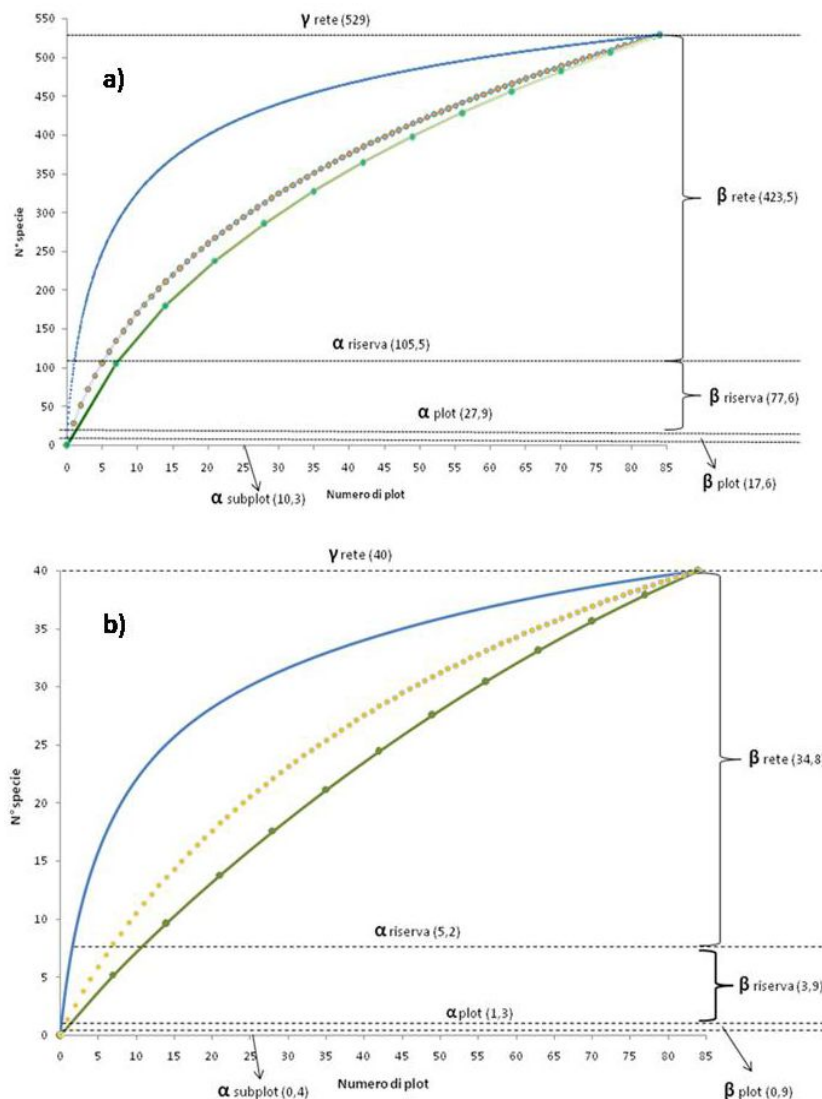 γ rete (529)
550
500
450
400
350
300
250
200
150
100
50
0
N° specie
a)
β rete (423,5)
α riserva (105,5)
β riserva (77,6)
α plot (27,9)
0 5 10 15 20 25 30 35 40 45 50 55 60 65 70 75 80 85
β plot (17,6)
α subplot (10,3)
Numero di plot
γ rete (40)
40
35
30
25
20
15
10
5
0
N° specie
b)
β rete (34,8)
α riserva (5,2)
β riserva (3,9)
α plot (1,3)
0 5 10 15 20 25 30 35 40 45 50 55 60 65 70 75 80 85
α subplot (0,4)
Numero di plot
β plot (0,9)